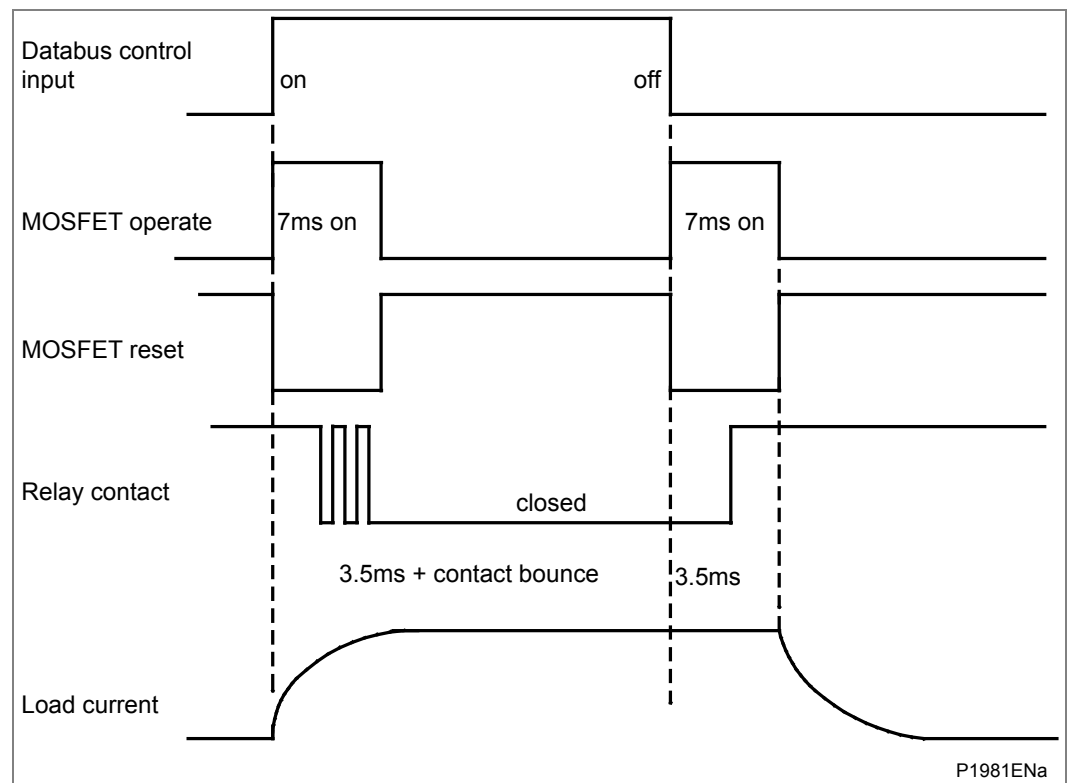 Databus control
input
on
off
MOSFET operate
7ms on
7ms on
MOSFET reset
Relay contact
closed
3.5ms + contact bounce
3.5ms
Load current
P1981ENa